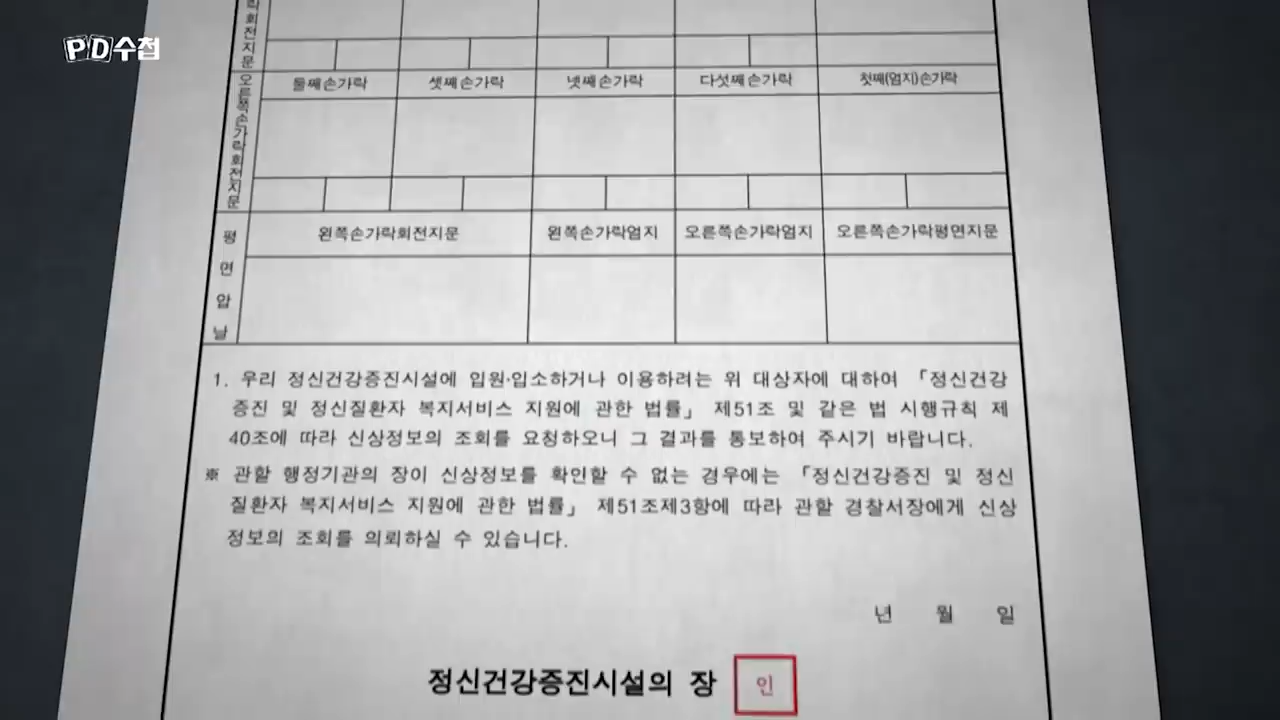 PD수첩
락회전지문
둘째손가락 셋째손가락 넷째손가락 다섯째손가락 첫째(엄지)손가락
오른쪽손가락회전지문
왼쪽손가락회전지문 왼쪽손가락엄지 오른쪽손가락엄지 오른쪽손가락평면지문
평면압날
1. 우리 정신건강증진시설에 입원·입소하거나 이용하려는 위 대상자에 대하여 「정신건강
증진 및 정신질환자 복지서비스 지원에 관한 법률」 제51조 및 같은 법 시행규칙 제
40조에 따라 신상정보의 조회를 요청하오니 그 결과를 통보하여 주시기 바랍니다.
※ 관할 행정기관의 장이 신상정보를 확인할 수 없는 경우에는 「정신건강증진 및 정신
질환자 복지서비스 지원에 관한 법률」 제51조제3항에 따라 관할 경찰서장에게 신상
정보의 조회를 의뢰하실 수 있습니다.
년 월 일
정신건강증진시설의 장 인